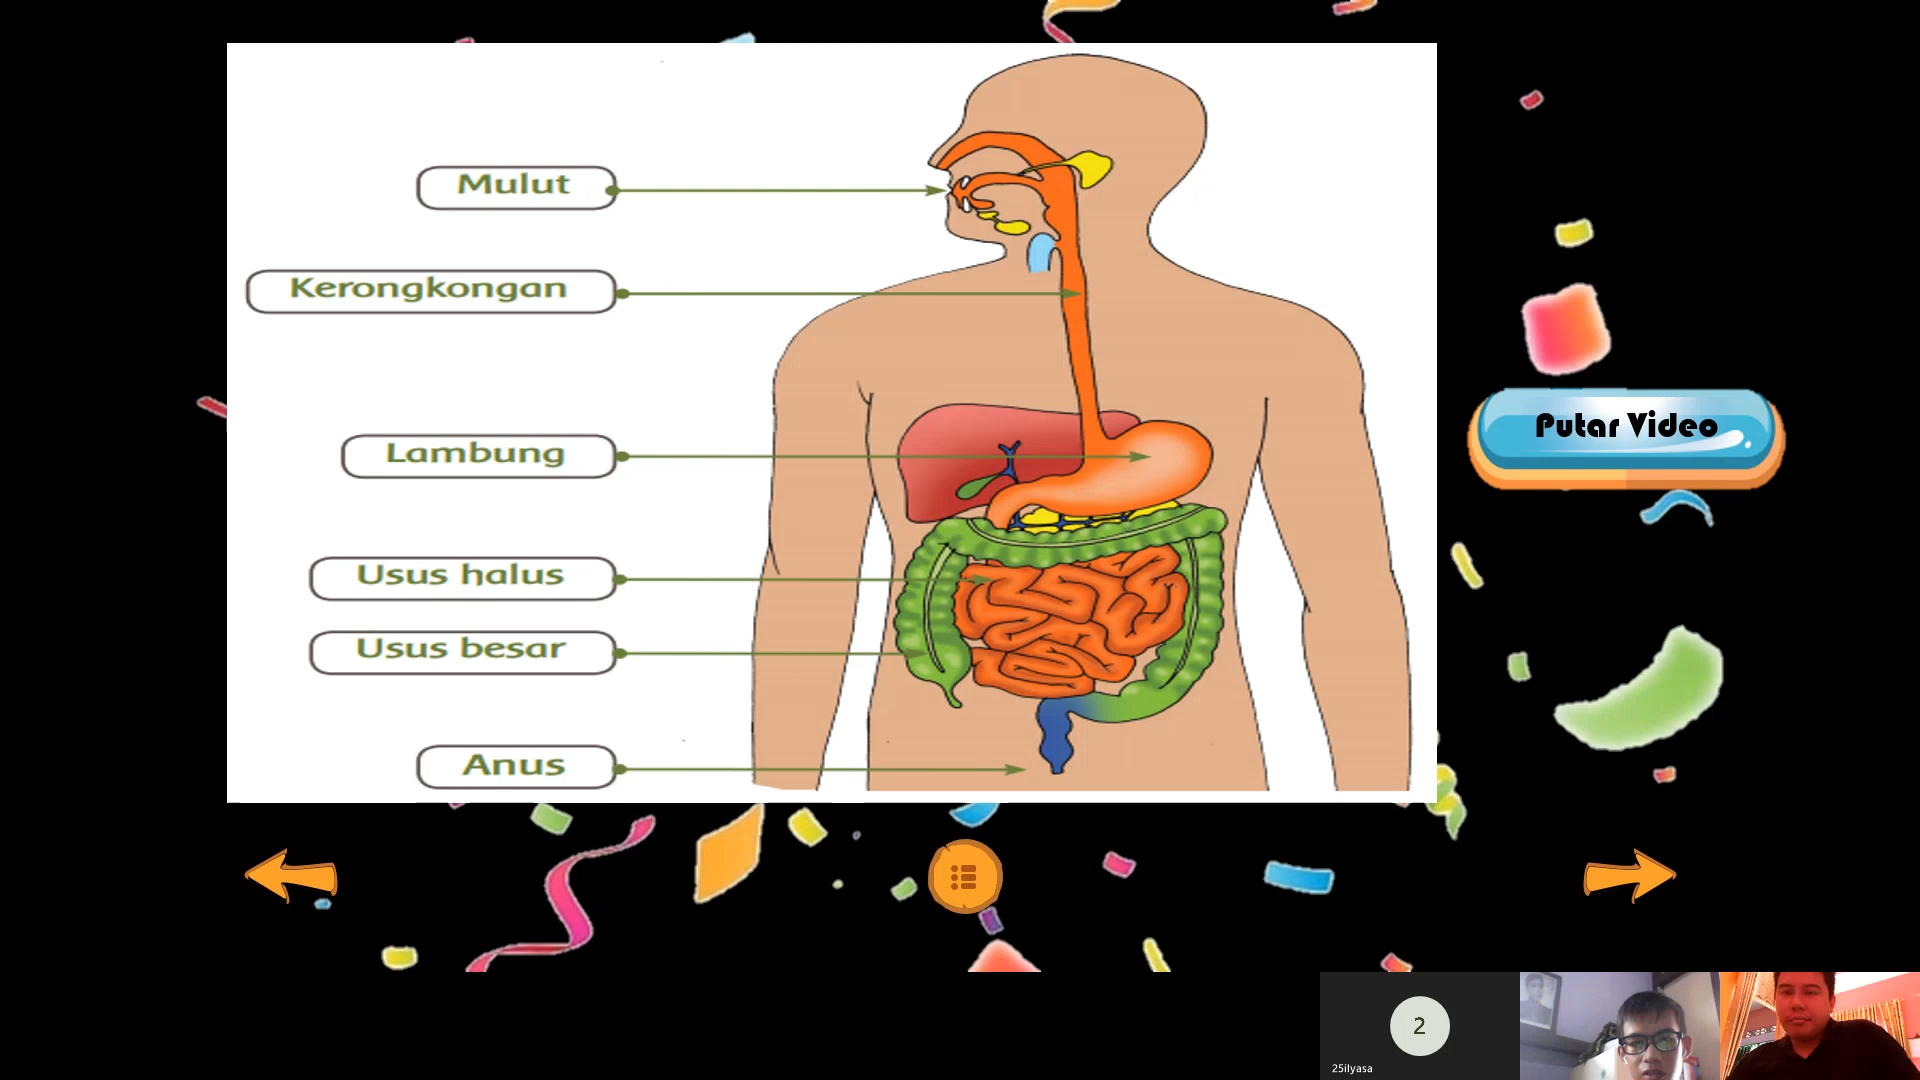 Mulut
Kerongkongan
Lambung
Putar Video
Usus halus
Usus besar
Anus
2
25ilyasa